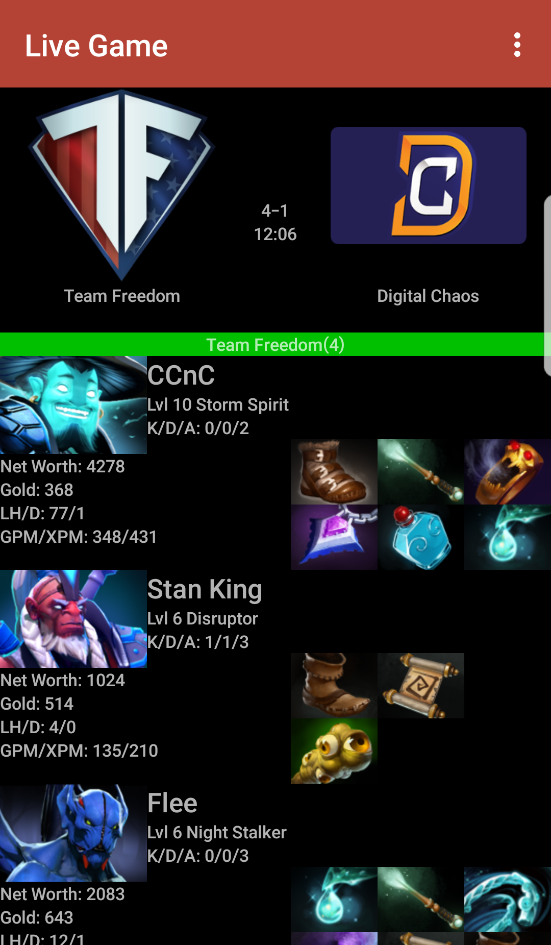 Live Game
TF
DC
4-1
12:06
Team Freedom
Digital Chaos
Team Freedom(4)
CCnC
Lvl 10 Storm Spirit
K/D/A: 0/0/2
Net Worth: 4278
Gold: 368
LH/D: 77/1
GPM/XPM: 348/431
Stan King
Lvl 6 Disruptor
K/D/A: 1/1/3
Net Worth: 1024
Gold: 514
LH/D: 4/0
GPM/XPM: 135/210
Flee
Lvl 6 Night Stalker
K/D/A: 0/0/3
Net Worth: 2083
Gold: 643
LH/D: 12/1